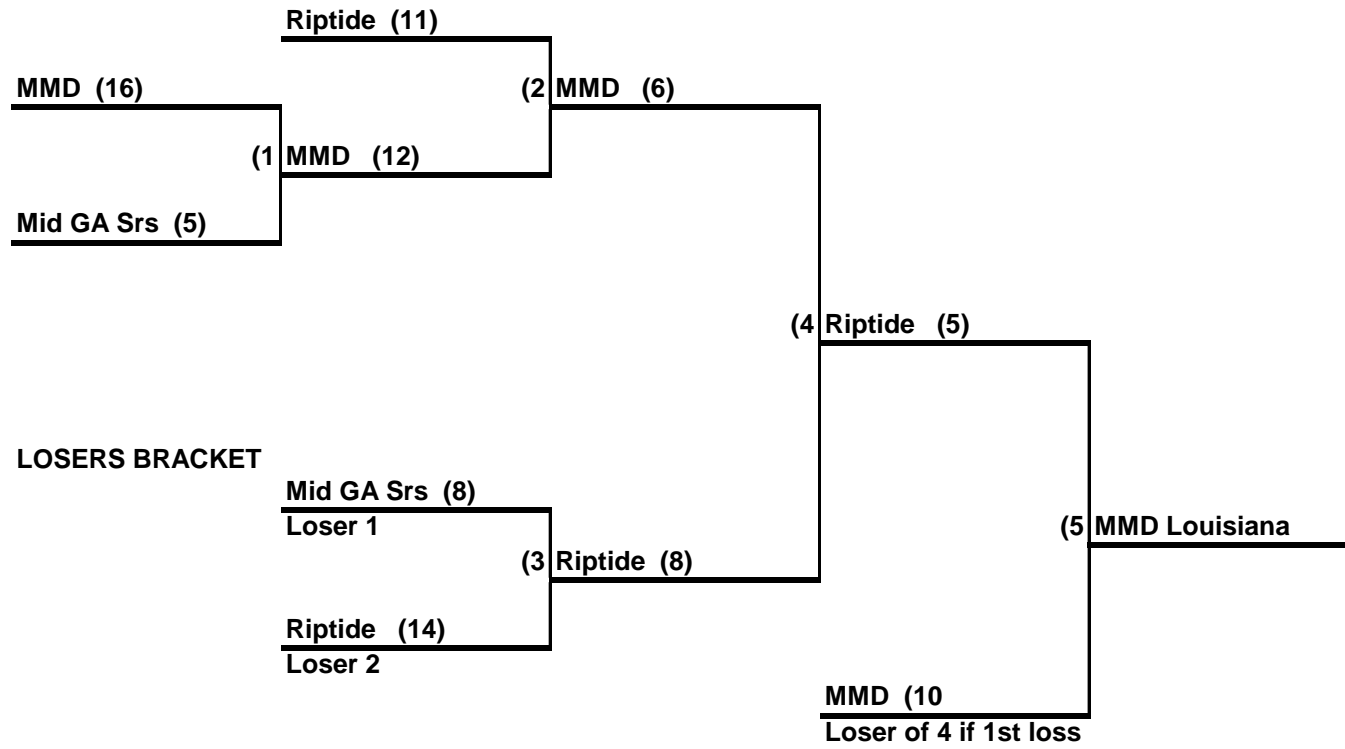 Riptide (11)
MMD (16)
(2 MMD (6)
(1 MMD (12)
Mid GA Srs (5)
(4 Riptide (5)
LOSERS BRACKET
Mid GA Srs (8)
Loser 1
(5 MMD Louisiana
(3 Riptide (8)
Riptide (14)
Loser 2
MMD (10
Loser of 4 if 1st loss